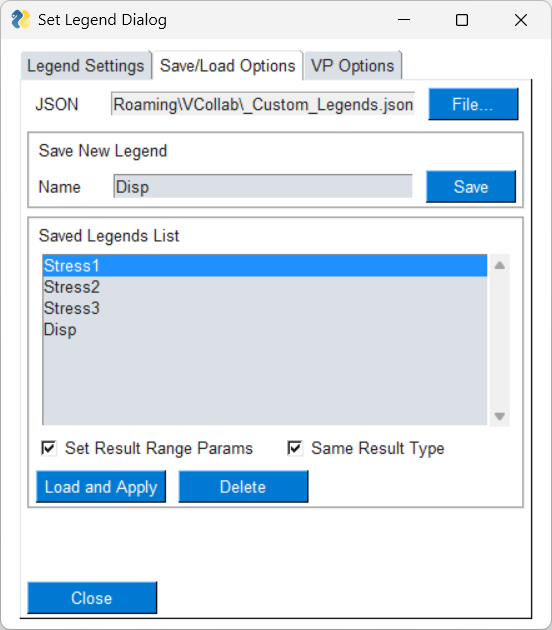 Set Legend Dialog
Legend Settings Save/Load Options VP Options
JSON Roaming\VCollab\_Custom_Legends.json File...
Save New Legend
Name Disp Save
Saved Legends List
Stress1
Stress2
Stress3
Disp
Set Result Range Params Same Result Type
Load and Apply Delete
Close